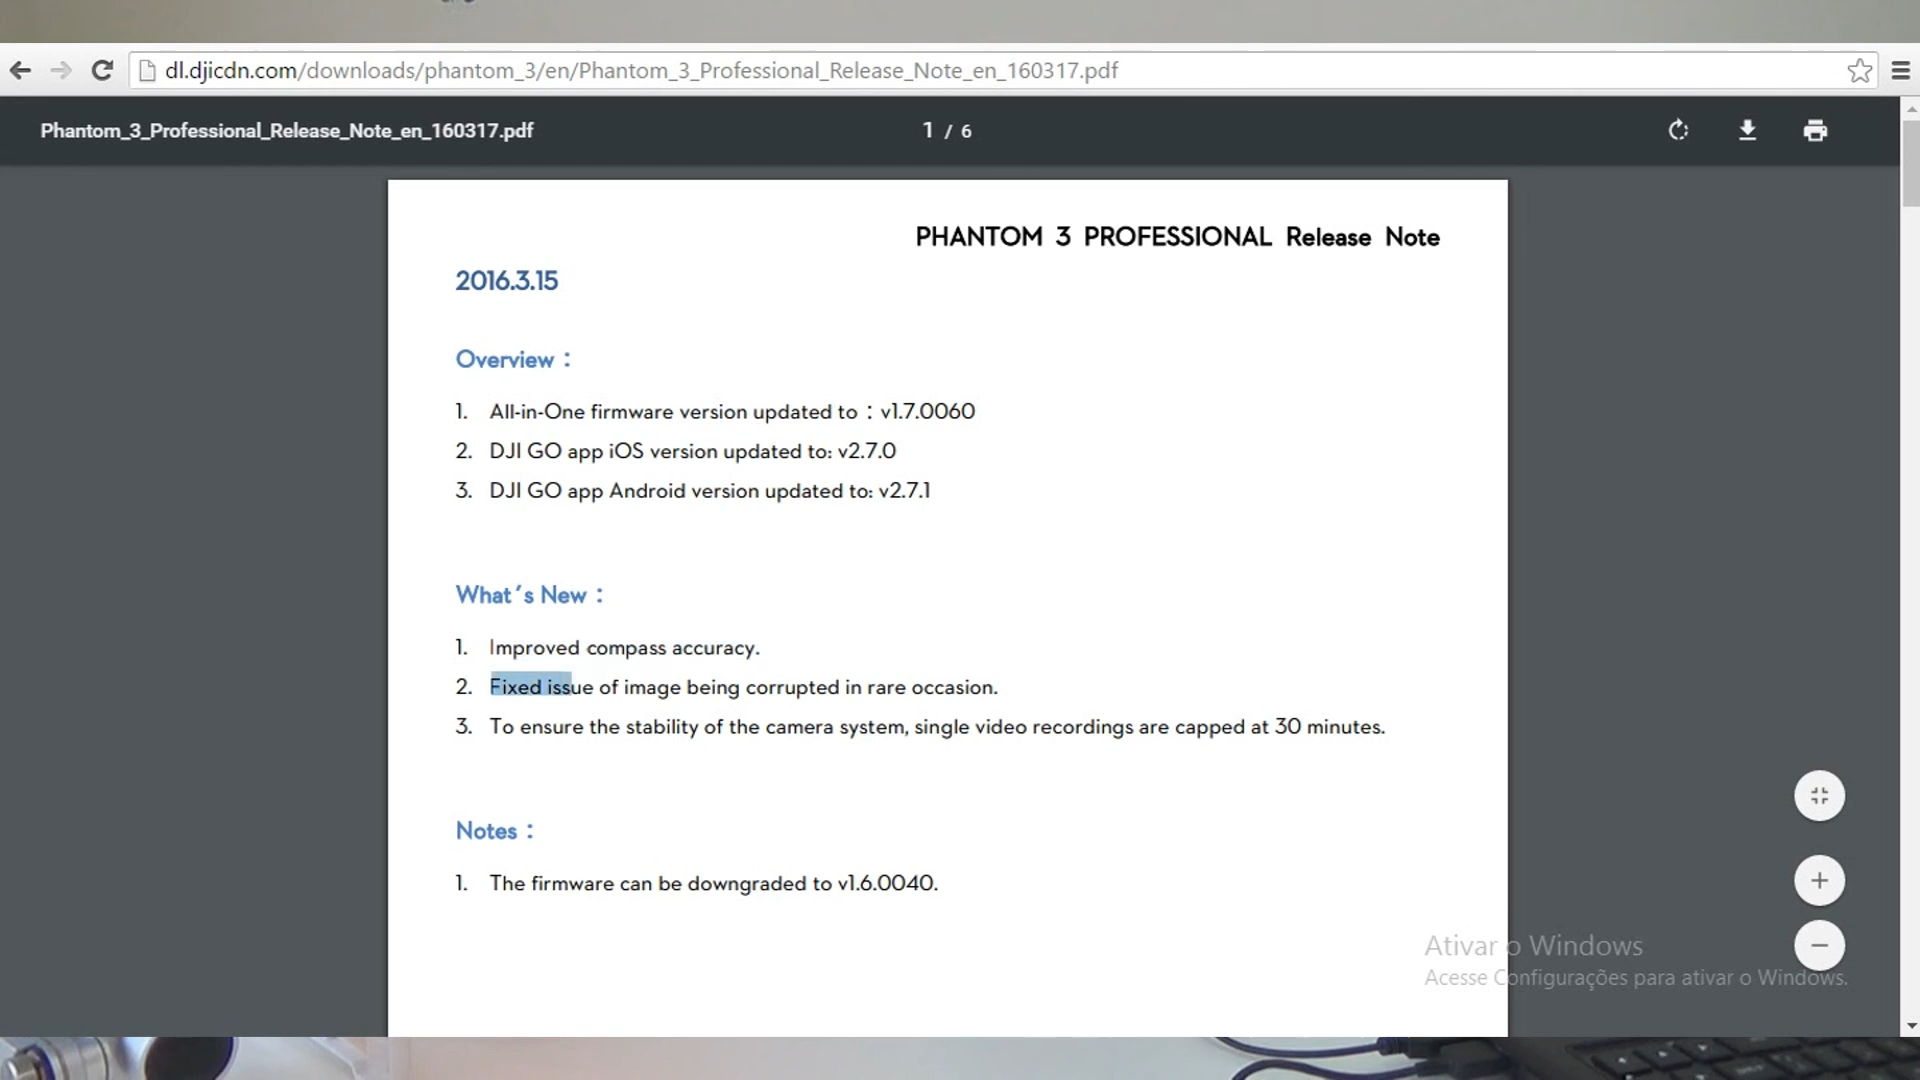 dl.djicdn.com/downloads/phantom_3/en/Phantom_3_Professional_Release_Note_en_160317.pdf
Phantom_3_Professional_Release_Note_en_160317.pdf 1 / 6
PHANTOM 3 PROFESSIONAL Release Note
2016.3.15
Overview：
1. All-in-One firmware version updated to：v1.7.0060
2. DJI GO app iOS version updated to: v2.7.0
3. DJI GO app Android version updated to: v2.7.1
What´s New：
1. Improved compass accuracy.
2. Fixed issue of image being corrupted in rare occasion.
3. To ensure the stability of the camera system, single video recordings are capped at 30 minutes.
Notes：
1. The firmware can be downgraded to v1.6.0040.
Ativar o Windows
Acesse Configurações para ativar o Windows.